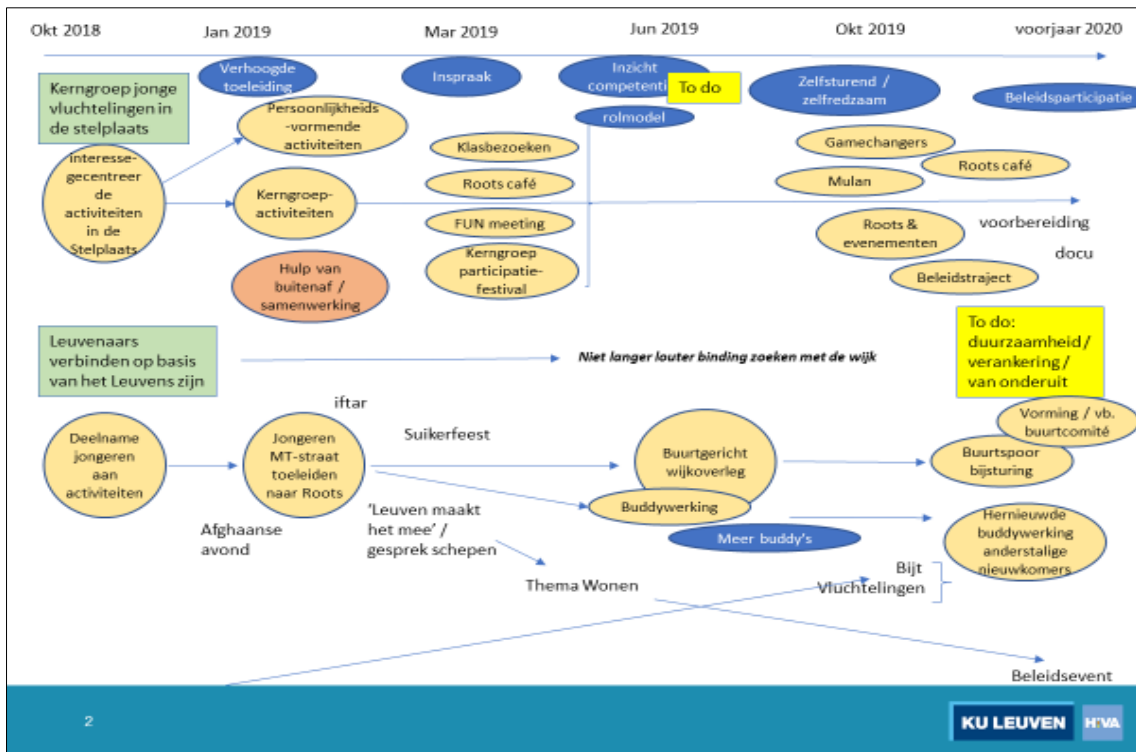 Okt 2018
Jan 2019
Mar 2019
Jun 2019
Okt 2019
voorjaar 2020
Kerngroep jonge
vluchtelingen in
de stelplaats
Verhoogde
toeleiding
Inspraak
Inzicht
competenti
To do
rolmodel
Zelfsturend /
zelfredzaam
Beleidsparticipatie
Persoonlijkheids
-vormende
activiteiten
interesse-
gecentreer
de
activiteiten
in de
Stelplaats
Kerngroep-
activiteiten
Hulp van
buitenaf /
samenwerking
Klasbezoeken
Roots café
FUN meeting
Kerngroep
participatie-
festival
Gamechangers
Roots café
Mulan
Roots &
evenementen
Beleidstraject
voorbereiding
docu
Leuvenaars
verbinden op basis
van het Leuvens zijn
Niet langer louter binding zoeken met de wijk
To do:
duurzaamheid /
verankering /
van onderuit
iftar
Suikerfeest
Deelname
jongeren
aan
activiteiten
Jongeren
MT-straat
toeleiden
naar Roots
Afghaanse
avond
'Leuven maakt
het mee' /
gesprek schepen
Thema Wonen
Buurtgericht
wijkoverleg
Buddywerking
Meer buddy's
Vorming / vb.
buurtcomité
Buurtspoor
bijsturing
Hernieuwde
buddywerking
anderstalige
nieuwkomers
Bijt
Vluchtelingen
Beleidsevent
2
KU LEUVEN
HIVA